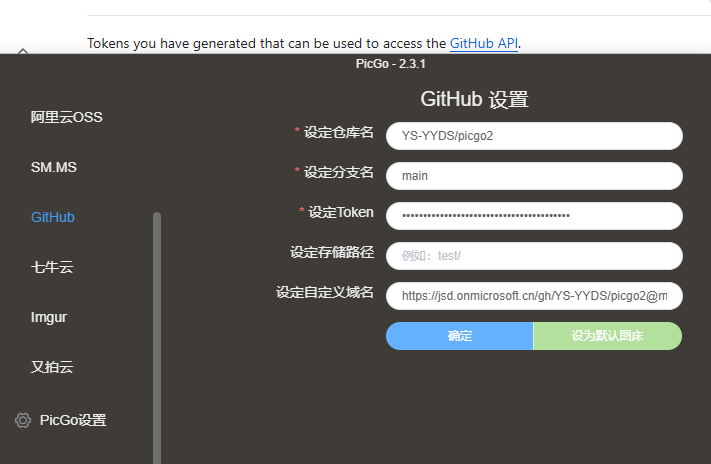 Tokens you have generated that can be used to access the GitHub API.
PicGo - 2.3.1
GitHub 设置
阿里云OSS
SM.MS
GitHub
七牛云
Imgur
又拍云
PicGo设置
* 设定仓库名
YS-YYDS/picgo2
* 设定分支名
main
* 设定Token
设定存储路径
例如：test/
设定自定义域名
https://jsd.onmicrosoft.cn/gh/YS-YYDS/picgo2@m
确定
设为默认图床